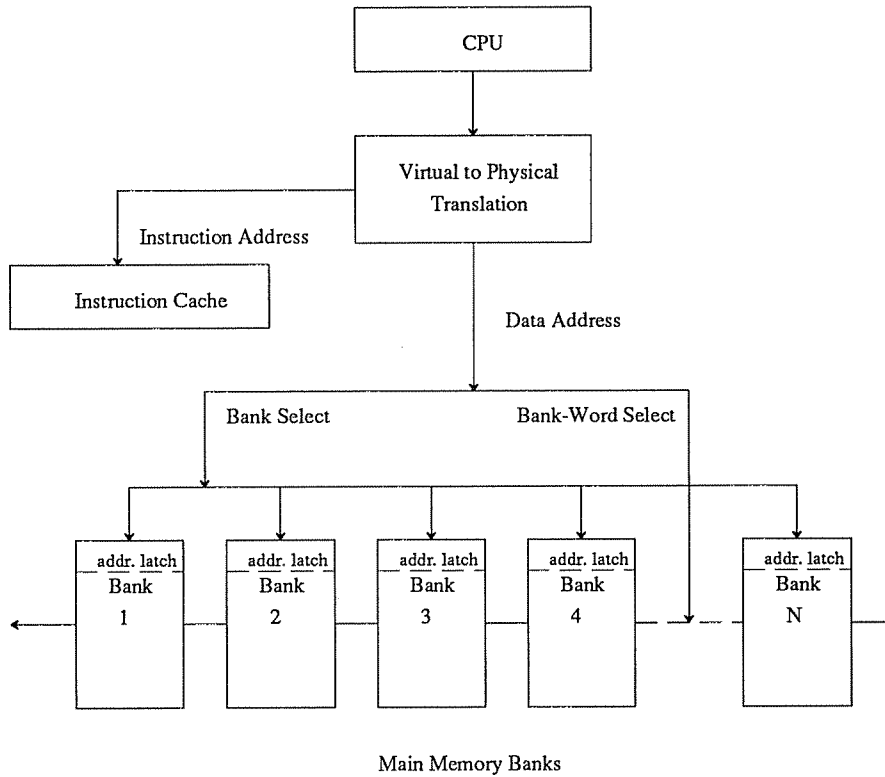 CPU
Virtual to Physical
Translation
Instruction Address
Instruction Cache
Data Address
Bank Select
Bank-Word Select
addr. latch
Bank
1
addr. latch
Bank
2
addr. latch
Bank
3
addr. latch
Bank
4
addr. latch
Bank
N
Main Memory Banks